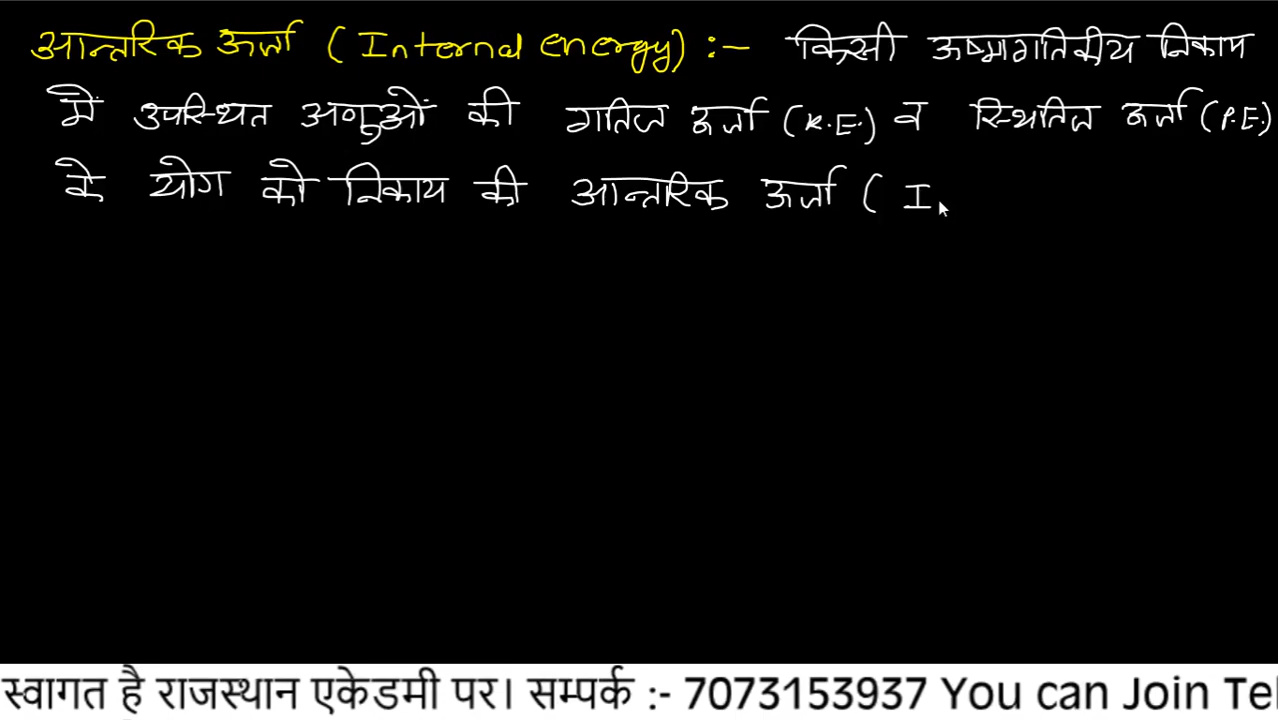 आन्तरिक ऊर्जा (Internal energy) :- किसी ऊष्मागतिकीय निकाय
में उपस्थित अणुओं की गतिज ऊर्जा (K.E.) व स्थितिज ऊर्जा (P.E.)
के योग को निकाय की आन्तरिक ऊर्जा ( I.
स्वागत है राजस्थान एकेडमी पर। सम्पर्क :- 7073153937 You can Join Tel